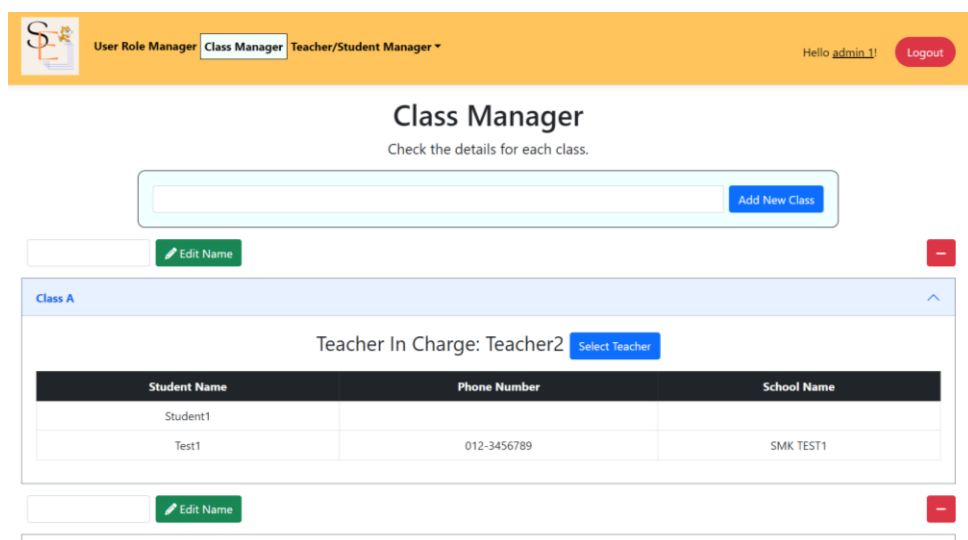 SL
User Role Manager Class Manager Teacher/Student Manager
Hello admin 1!
Logout
Class Manager
Check the details for each class.
Add New Class
Edit Name
Class A
Teacher In Charge: Teacher2 Select Teacher
Student Name Phone Number School Name
Student1
Test1 012-3456789 SMK TEST1
Edit Name